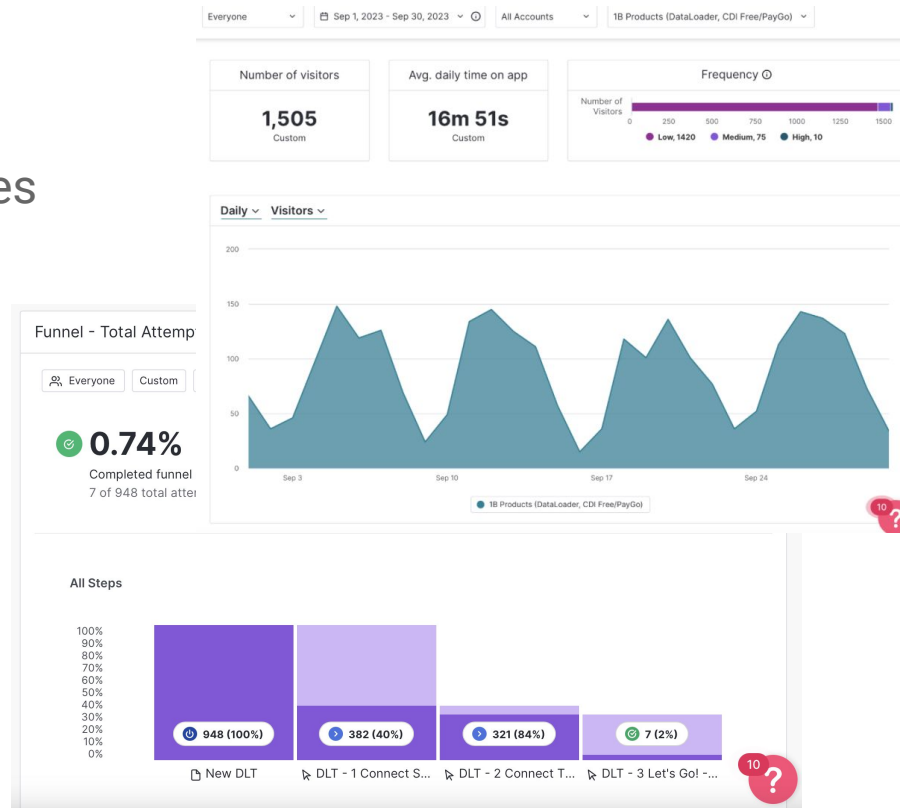 Everyone
Sep 1, 2023 - Sep 30, 2023
All Accounts
1B Products (DataLoader, CDI Free/PayGo)
Number of visitors
1,505
Custom
Avg. daily time on app
16m 51s
Custom
Frequency
Number of
Visitors
0 250 500 750 1000 1250 1500
Low, 1420 Medium, 75 High, 10
es
Daily Visitors
200
150
100
50
0
Sep 3 Sep 10 Sep 17 Sep 24
1B Products (DataLoader, CDI Free/PayGo)
10
?
Funnel - Total Attemp
Everyone
Custom
0.74%
Completed funnel
7 of 948 total atter
All Steps
100%
90%
80%
70%
60%
50%
40%
30%
20%
10%
0%
948 (100%)
382 (40%)
321 (84%)
7 (2%)
New DLT
DLT - 1 Connect S...
DLT - 2 Connect T...
DLT - 3 Let's Go! -...
10
?